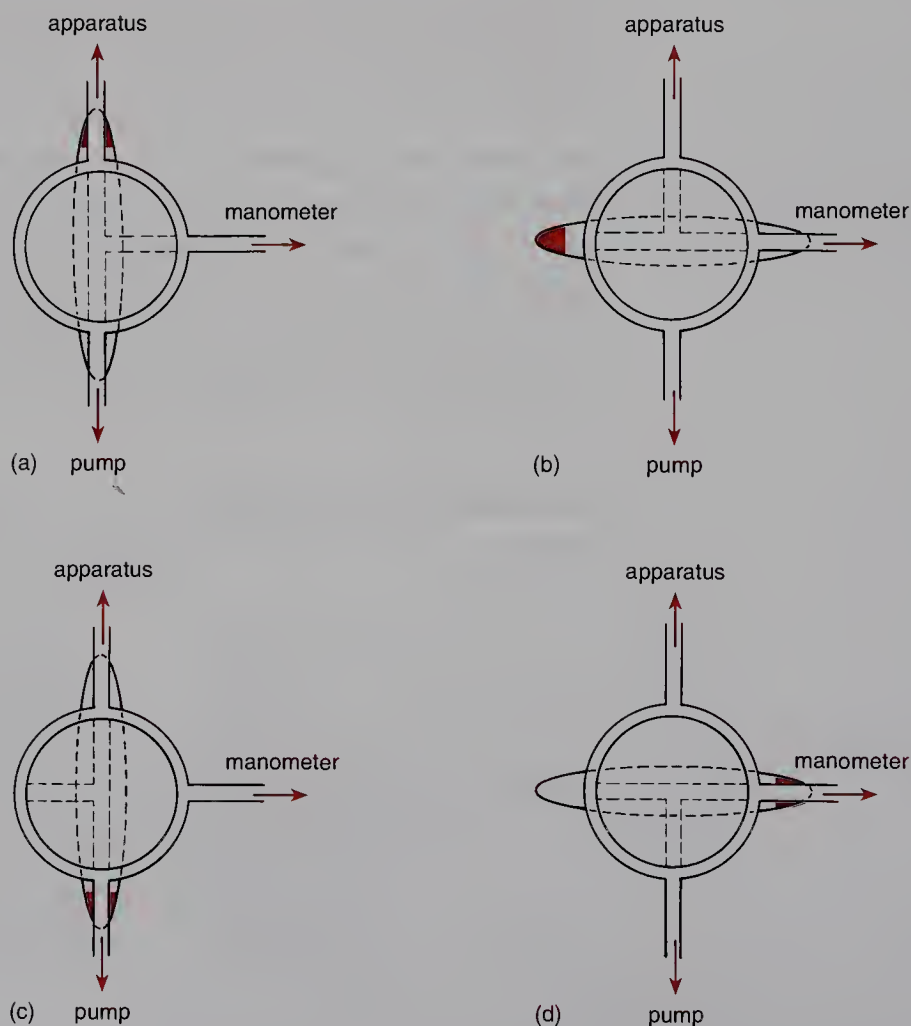 apparatus
manometer
(a) pump
apparatus
manometer
(b) pump
apparatus
manometer
(c) pump
apparatus
manometer
(d) pump